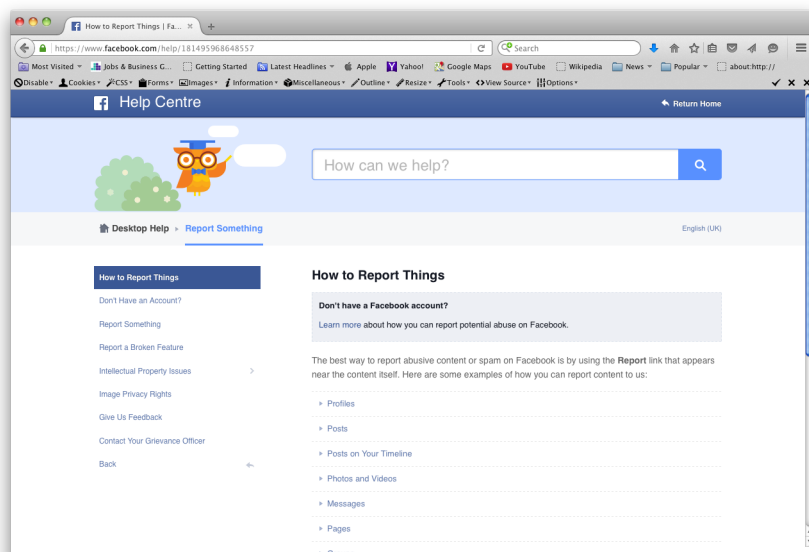 How to Report Things | Fa...
https://www.facebook.com/help/181495968648557
Search
Most Visited Jobs & Business G... Getting Started Latest Headlines Apple Yahoo! Google Maps YouTube Wikipedia News Popular about:http://
Disable Cookies CSS Forms Images Information Miscellaneous Outline Resize Tools View Source Options
Help Centre
Return Home
How can we help?
Desktop Help Report Something
English (UK)
How to Report Things
Don't Have an Account?
Report Something
Report a Broken Feature
Intellectual Property Issues
Image Privacy Rights
Give Us Feedback
Contact Your Grievance Officer
Back
How to Report Things
Don't have a Facebook account?
Learn more about how you can report potential abuse on Facebook.
The best way to report abusive content or spam on Facebook is by using the Report link that appears
near the content itself. Here are some examples of how you can report content to us:
Profiles
Posts
Posts on Your Timeline
Photos and Videos
Messages
Pages